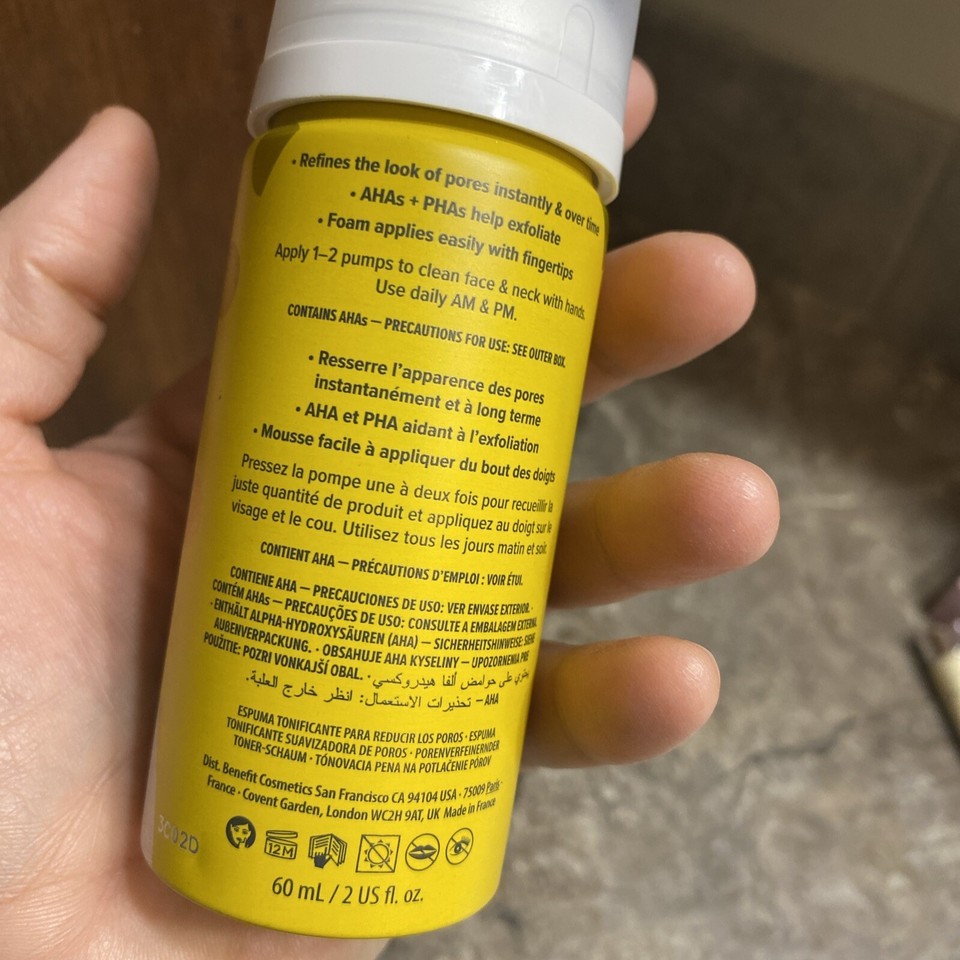 • Refines the look of pores instantly & over time
• AHAs + PHAs help exfoliate
• Foam applies easily with fingertips
Apply 1–2 pumps to clean face & neck with hands.
Use daily AM & PM.
CONTAINS AHAs — PRECAUTIONS FOR USE: SEE OUTER BOX.
• Resserre l’apparence des pores
instantanément et à long terme
• AHA et PHA aidant à l’exfoliation
• Mousse facile à appliquer du bout des doigts
Pressez la pompe une à deux fois pour recueillir la
juste quantité de produit et appliquez au doigt sur le
visage et le cou. Utilisez tous les jours matin et soir.
CONTIENT AHA — PRÉCAUTIONS D’EMPLOI : VOIR ÉTUI.
CONTIENE AHA — PRECAUCIONES DE USO: VER ENVASE EXTERIOR. ·
CONTÉM AHAs — PRECAUÇÕES DE USO: CONSULTE A EMBALAGEM EXTERNA.
· ENTHÄLT ALPHA-HYDROXYSÄUREN (AHA) — SICHERHEITSHINWEISE: SIEHE
AUßENVERPACKUNG. · OBSAHUJE AHA KYSELINY — UPOZORNENIA PRE
POUŽITIE: POZRI VONKAJŠÍ OBAL. · يحتوي على حوامض ألفا هيدروكسي
AHA – تحذيرات الاستعمال: انظر خارج العلبة.
ESPUMA TONIFICANTE PARA REDUCIR LOS POROS · ESPUMA
TONIFICANTE SUAVIZADORA DE POROS · PORENVERFEINERNDER
TONER-SCHAUM · TÓNOVACIA PENA NA POTLAČENIE PÓROV
Dist. Benefit Cosmetics San Francisco CA 94104 USA · 75009 Paris ·
France · Covent Garden, London WC2H 9AT, UK Made in France
3C02D
12M
60 mL / 2 US fl. oz.